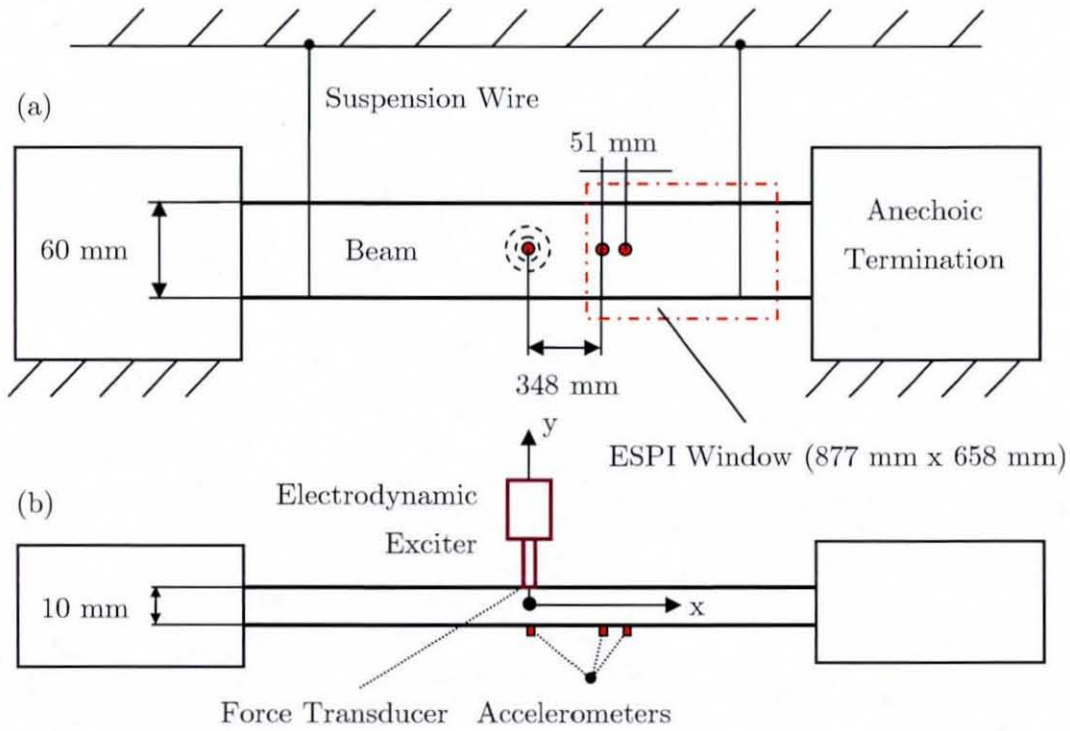 (a)
Suspension Wire
51 mm
60 mm
Beam
Anechoic
Termination
348 mm
y
ESPI Window (877 mm x 658 mm)
(b)
Electrodynamic
Exciter
10 mm
x
Force Transducer
Accelerometers